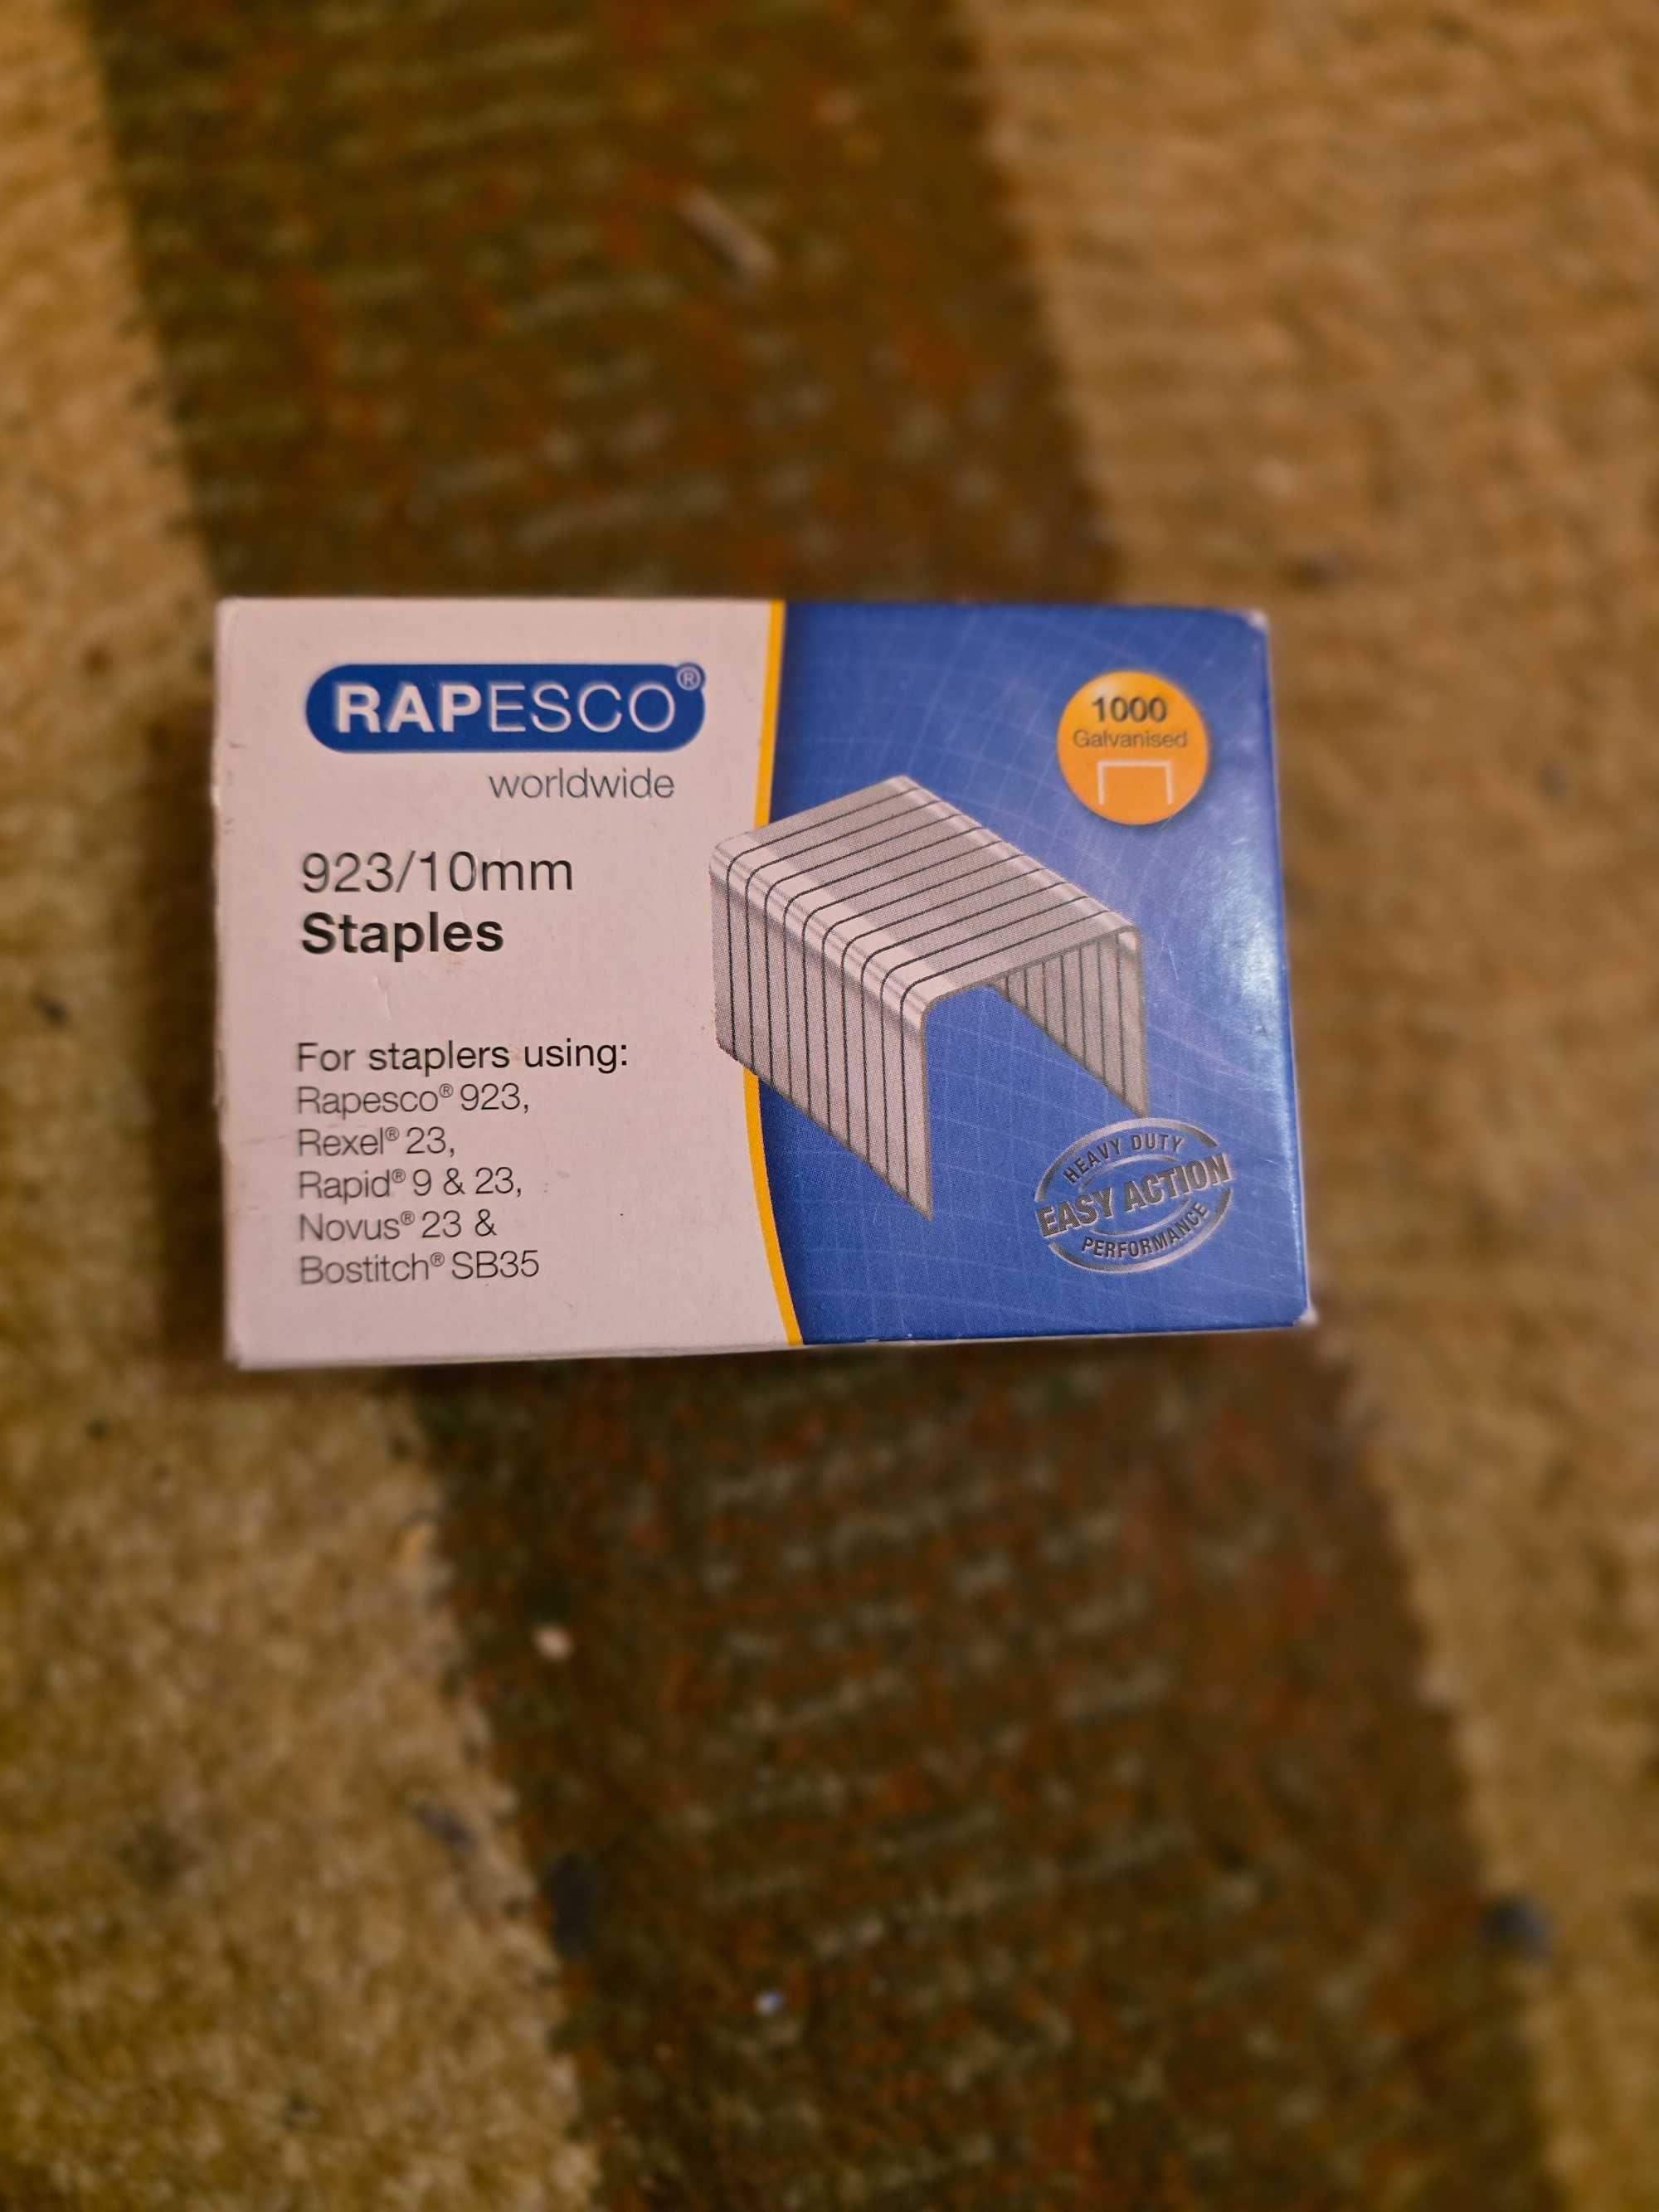 RAPESCO®
worldwide
923/10mm
Staples
For staplers using:
Rapesco® 923,
Rexel® 23,
Rapid® 9 & 23,
Novus® 23 &
Bostitch® SB35
1000
Galvanised
HEAVY DUTY
EASY ACTION
PERFORMANCE